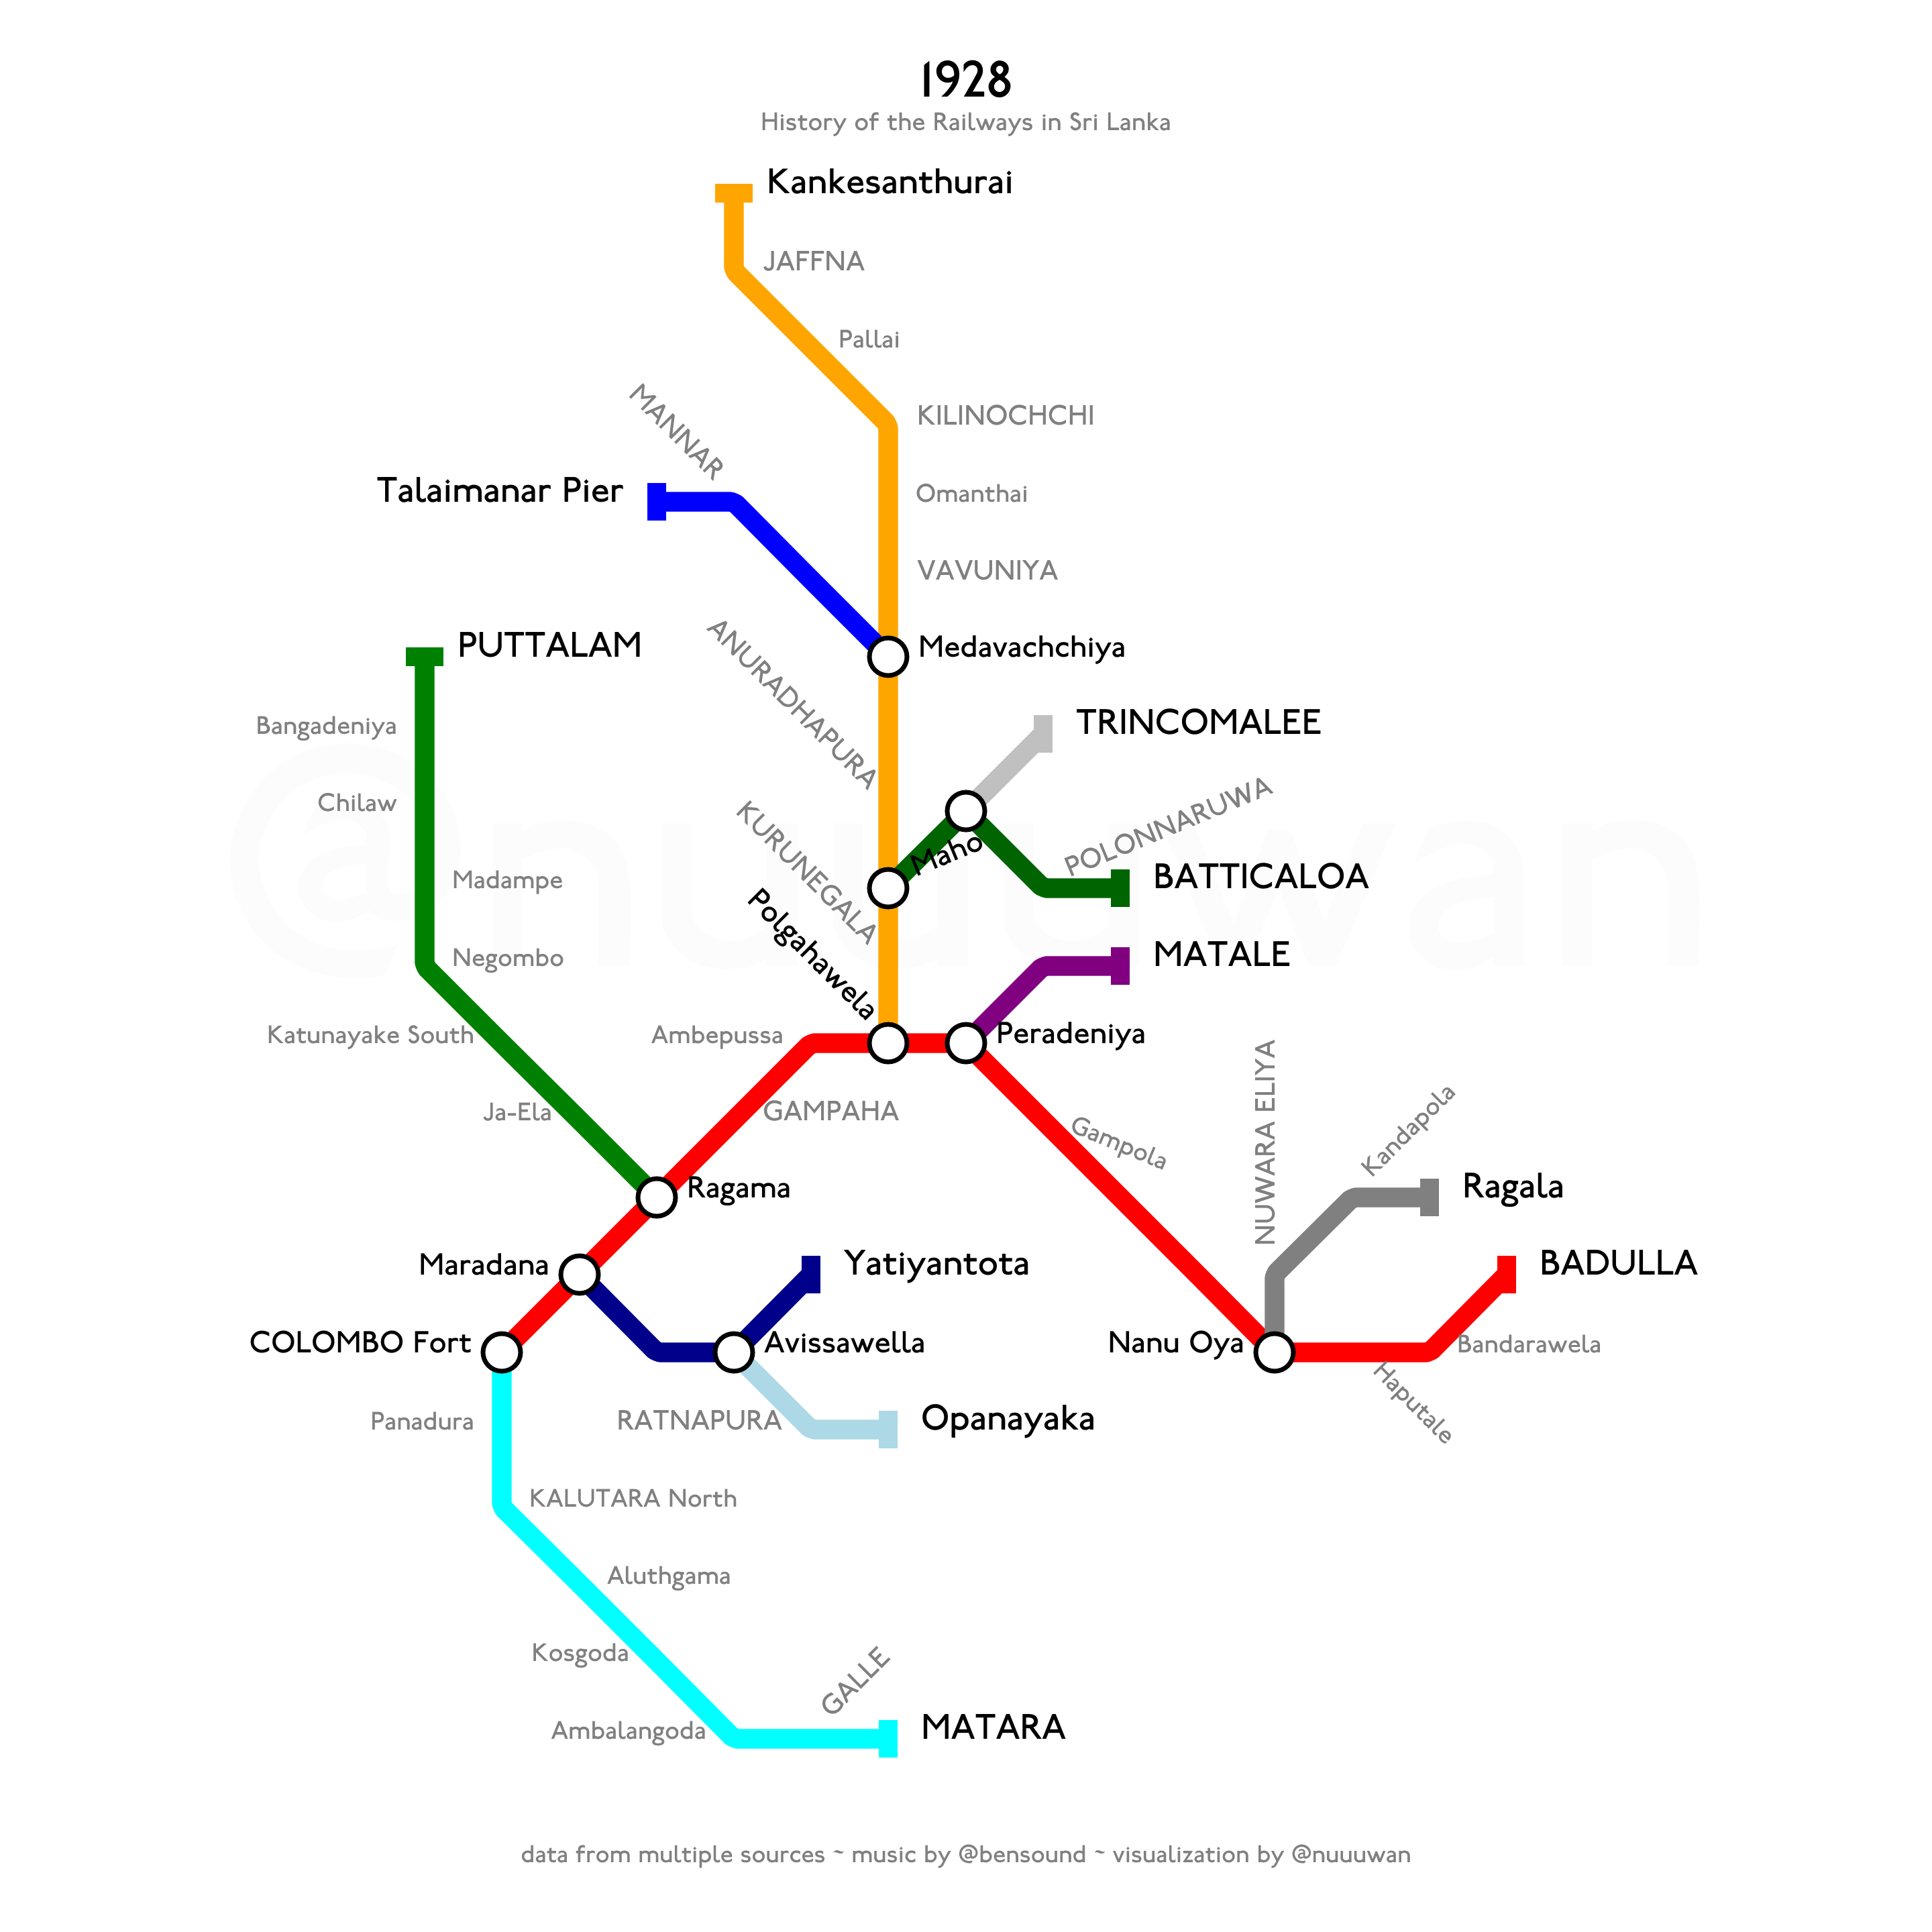 1928
History of the Railways in Sri Lanka
Kankesanthurai
JAFFNA
Pallai
MANNAR
KILINOCHCHI
Talaimanar Pier
Omanthai
VAVUNIYA
PUTTALAM
ANURADHAPURA
Medavachchiya
Bangadeniya
TRINCOMALEE
Chilaw
KURUNEGALA
POLONNARUWA
Maho
@nuuuwan
Madampe
BATTICALOA
Polgahawela
Negombo
MATALE
Katunayake South
Ambepussa
Peradeniya
Ja-Ela
GAMPAHA
Gampola
NUWARA ELIYA
Kandapola
Ragama
Ragala
Maradana
Yatiyantota
BADULLA
COLOMBO Fort
Avissawella
Nanu Oya
Bandarawela
Haputale
Panadura
RATNAPURA
Opanayaka
KALUTARA North
Aluthgama
Kosgoda
GALLE
Ambalangoda
MATARA
data from multiple sources ~ music by @bensound ~ visualization by @nuuuwan